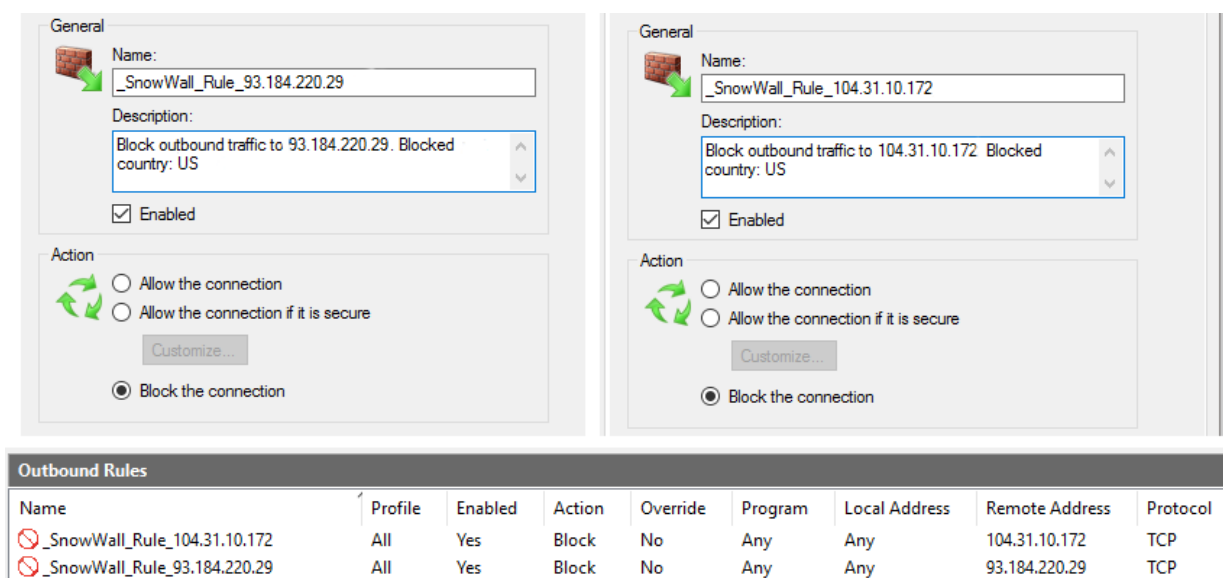 General
Name:
_SnowWall_Rule_93.184.220.29
Description:
Block outbound traffic to 93.184.220.29. Blocked
country: US
Enabled
Action
Allow the connection
Allow the connection if it is secure
Customize...
Block the connection
General
Name:
_SnowWall_Rule_104.31.10.172
Description:
Block outbound traffic to 104.31.10.172 Blocked
country: US
Enabled
Action
Allow the connection
Allow the connection if it is secure
Customize...
Block the connection
Outbound Rules
Name Profile Enabled Action Override Program Local Address Remote Address Protocol
_SnowWall_Rule_104.31.10.172 All Yes Block No Any Any 104.31.10.172 TCP
_SnowWall_Rule_93.184.220.29 All Yes Block No Any Any 93.184.220.29 TCP